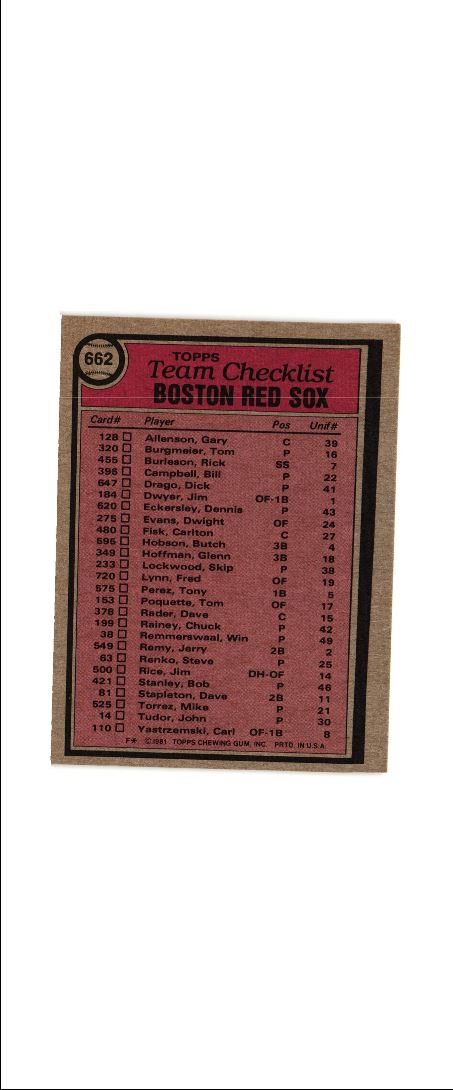 662
TOPPS
Team Checklist
BOSTON RED SOX
Card# Player Pos Unif#
128 Allenson, Gary C 39
320 Burgmeier, Tom P 16
455 Burleson, Rick SS 7
396 Campbell, Bill P 22
647 Drago, Dick P 41
184 Dwyer, Jim OF-1B 1
620 Eckersley, Dennis P 43
275 Evans, Dwight OF 24
480 Fisk, Carlton C 27
595 Hobson, Butch 3B 4
349 Hoffman, Glenn 3B 18
233 Lockwood, Skip P 38
720 Lynn, Fred OF 19
575 Perez, Tony 1B 5
153 Poquette, Tom OF 17
378 Rader, Dave C 15
199 Rainey, Chuck P 42
38 Remmerswaal, Win P 49
549 Remy, Jerry 2B 2
63 Renko, Steve P 25
500 Rice, Jim DH-OF 14
421 Stanley, Bob P 46
81 Stapleton, Dave 2B 11
525 Torrez, Mike P 21
14 Tudor, John P 30
110 Yastrzemski, Carl OF-1B 8
F✶ ©1981 TOPPS CHEWING GUM, INC. PRTD. IN U.S.A.